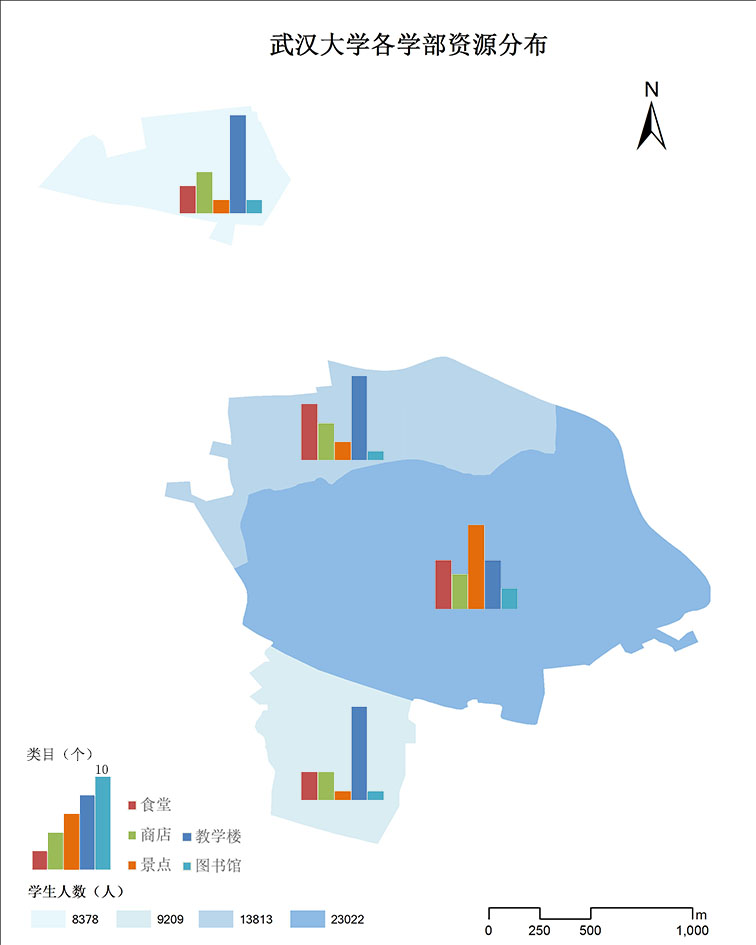 武汉大学各学部资源分布
N
类目（个）
10
食堂
商店 教学楼
景点 图书馆
学生人数（人）
8378 9209 13813 23022
m
0 250 500 1,000